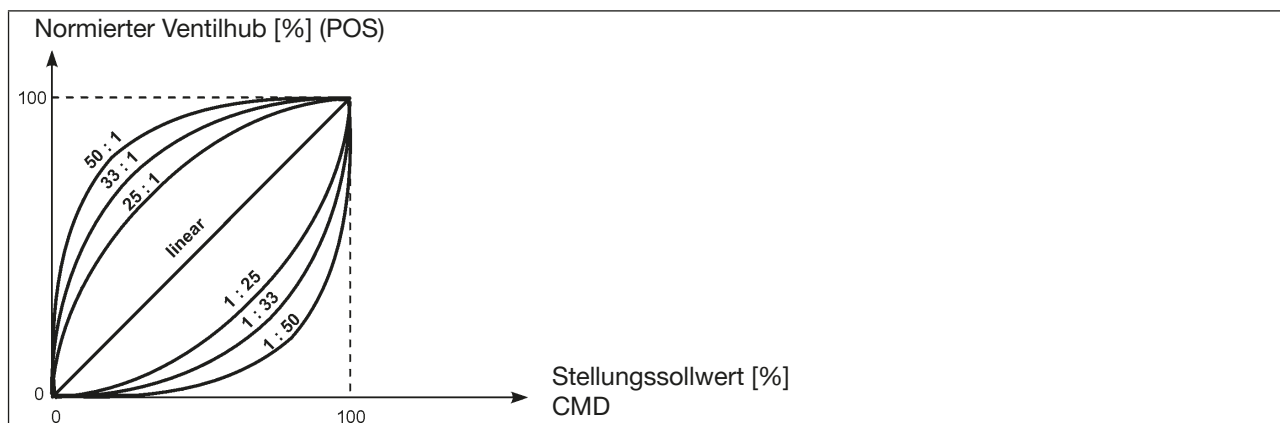 Normierter Ventilhub [%] (POS)
100
50 : 1
33 : 1
25 : 1
linear
1 : 25
1 : 33
1 : 50
0
0
100
Stellungssollwert [%]
CMD